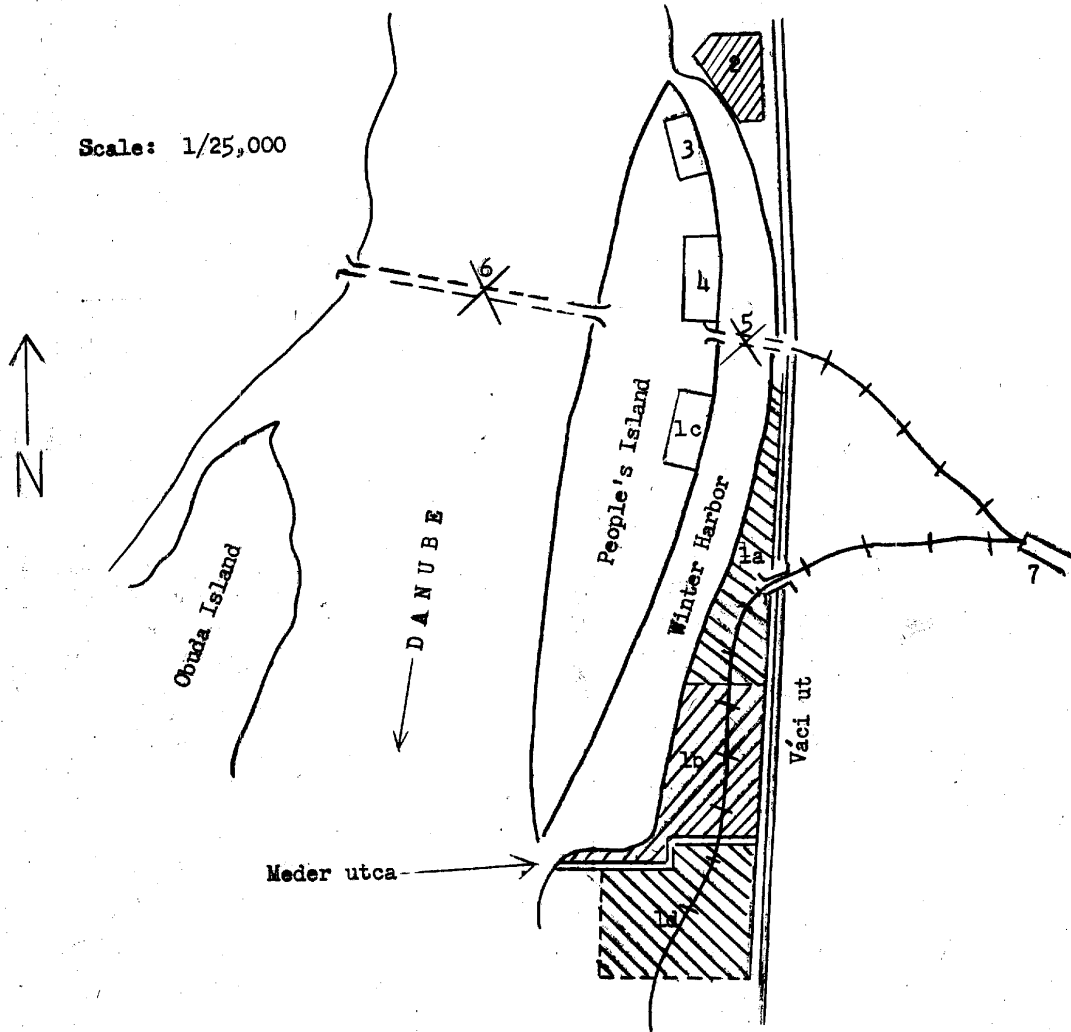 2
Scale: 1/25,000
3
6
4
5
N
People's Island
1c
Winter Harbor
1a
7
Obuda Island
DANUBE
Váci ut
1b
Meder utca
1d